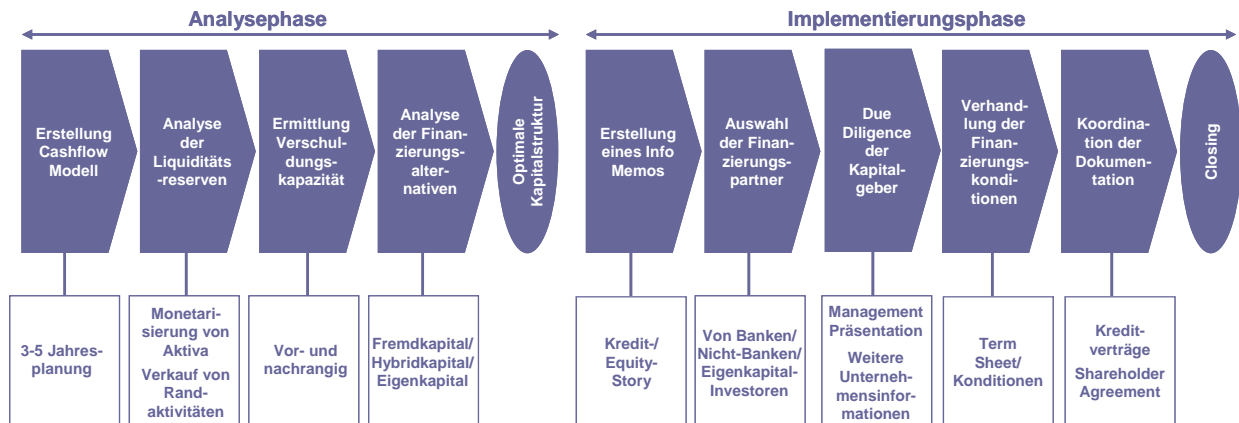 Analysephase
Implementierungsphase
Erstellung
Cashflow
Modell
Analyse
der
Liquiditäts
-reserven
Ermittlung
Verschul-
dungs-
kapazität
Analyse
der Finan-
zierungs-
alter-
nativen
Optimale
Kapitalstruktur
Erstellung
eines Info
Memos
Auswahl
der Finan-
zierungs-
partner
Due
Diligence
der
Kapital-
geber
Verhand-
lung der
Finan-
zierungs-
kondi-
tionen
Koordina-
tion der
Dokumen-
tation
Closing
3-5 Jahres-
planung
Monetari-
sierung von
Aktiva
Verkauf von
Rand-
aktivitäten
Vor- und
nachrangig
Fremdkapital/
Hybridkapital/
Eigenkapital
Kredit-/
Equity-
Story
Von Banken/
Nicht-Banken/
Eigenkapital-
Investoren
Management
Präsentation
Weitere
Unterneh-
mensinfor-
mationen
Term
Sheet/
Konditionen
Kredit-
verträge
Shareholder
Agreement